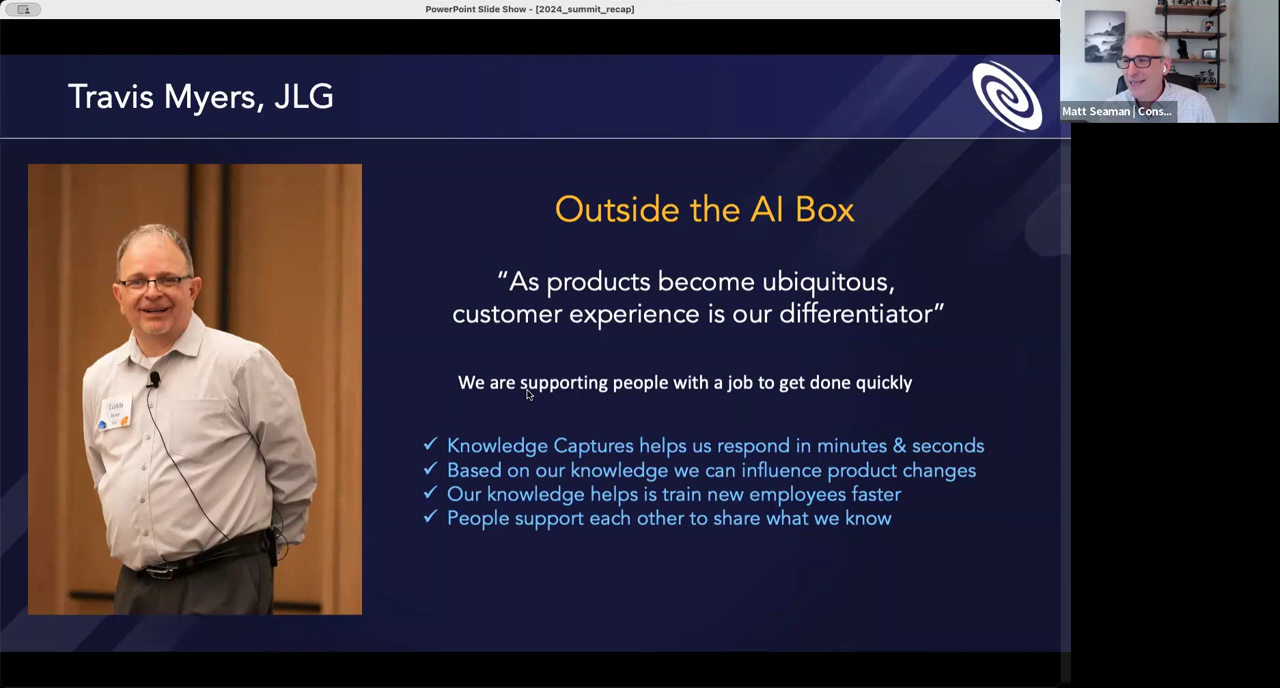 PowerPoint Slide Show - [2024_summit_recap]
Travis Myers, JLG
Matt Seaman | Cons...
Travis
Outside the AI Box
“As products become ubiquitous,
customer experience is our differentiator”
We are supporting people with a job to get done quickly
✓ Knowledge Captures helps us respond in minutes & seconds
✓ Based on our knowledge we can influence product changes
✓ Our knowledge helps is train new employees faster
✓ People support each other to share what we know